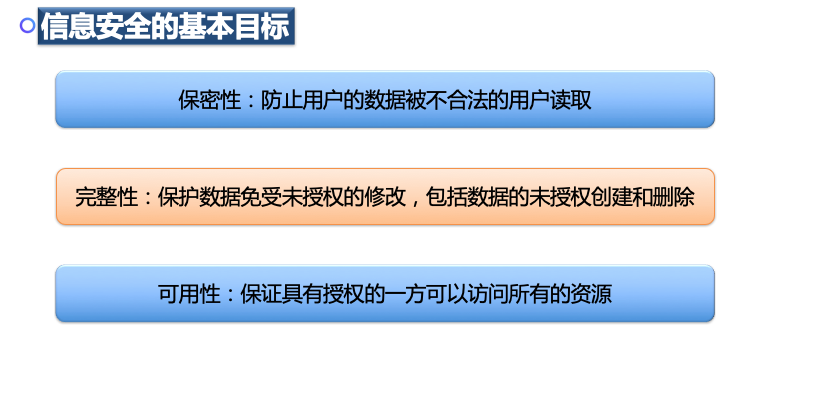 信息安全的基本目标
保密性：防止用户的数据被不合法的用户读取
完整性：保护数据免受未授权的修改，包括数据的未授权创建和删除
可用性：保证具有授权的一方可以访问所有的资源